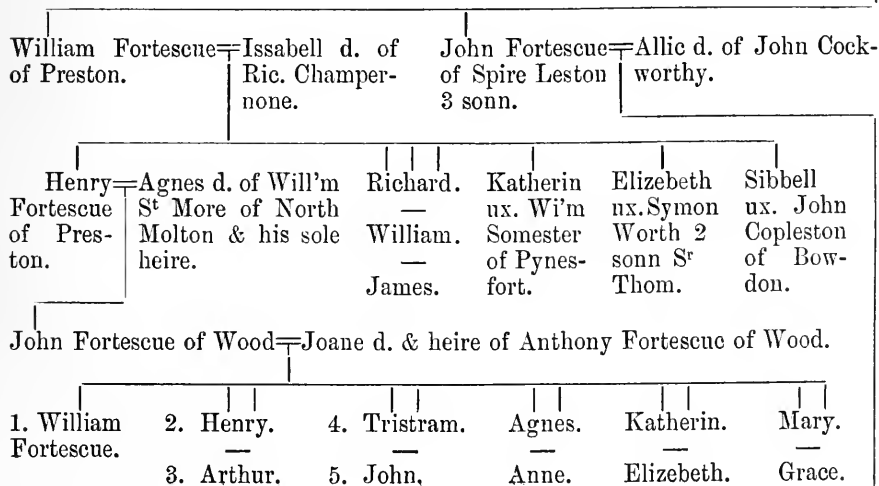 William Fortescue=Issabell d. of
of Preston. Ric. Champer-
none.
John Fortescue=Allic d. of John Cock-
of Spire Leston worthy.
3 sonn.
Henry=Agnes d. of Will'm
Fortescue Sᵗ More of North
of Pres- Molton & his sole
ton. heire.
Richard.
—
William.
—
James.
Katherin
ux. Wi'm
Somester
of Pynes-
fort.
Elizebeth
ux. Symon
Worth 2
sonn Sʳ
Thom.
Sibbell
ux. John
Copleston
of Bow-
don.
John Fortescue of Wood=Joane d. & heire of Anthony Fortescue of Wood.
1. William
Fortescue.
2. Henry.
—
3. Arthur.
4. Tristram.
—
5. John,
Agnes.
—
Anne.
Katherin.
—
Elizebeth.
Mary.
—
Grace.